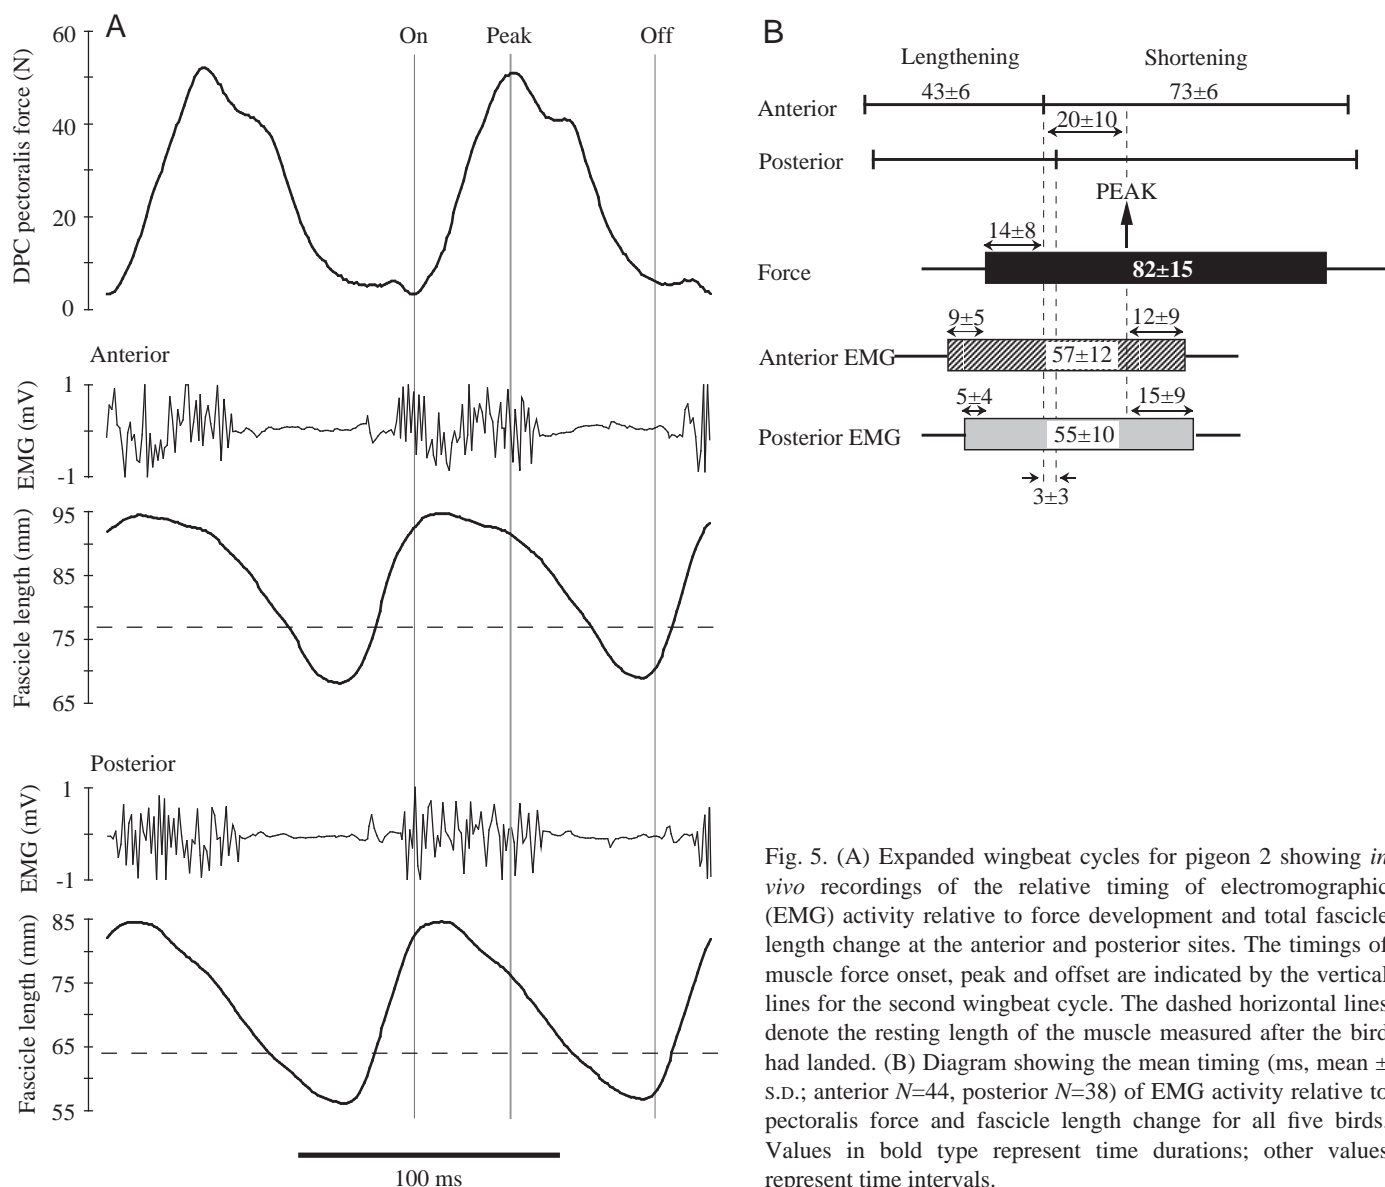 A
On
Peak
Off
DPC pectoralis force (N)
60
40
20
0
Anterior
EMG (mV)
1
-1
Fascicle length (mm)
95
85
75
65
Posterior
EMG (mV)
1
-1
Fascicle length (mm)
85
75
65
55
100 ms
B
Lengthening
Shortening
43±6
73±6
Anterior
20±10
Posterior
PEAK
14±8
Force
82±15
9±5
12±9
Anterior EMG
57±12
5±4
15±9
Posterior EMG
55±10
3±3
Fig. 5. (A) Expanded wingbeat cycles for pigeon 2 showing in
vivo recordings of the relative timing of electromographic
(EMG) activity relative to force development and total fascicle
length change at the anterior and posterior sites. The timings of
muscle force onset, peak and offset are indicated by the vertical
lines for the second wingbeat cycle. The dashed horizontal lines
denote the resting length of the muscle measured after the bird
had landed. (B) Diagram showing the mean timing (ms, mean ±
S.D.; anterior N=44, posterior N=38) of EMG activity relative to
pectoralis force and fascicle length change for all five birds.
Values in bold type represent time durations; other values
represent time intervals.